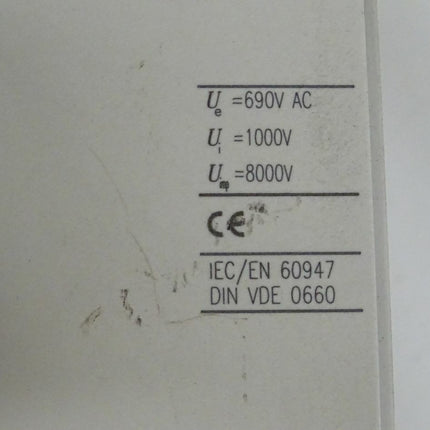 Ue =690V AC
Ui =1000V
Uimp =8000V
CE
IEC/EN 60947
DIN VDE 0660